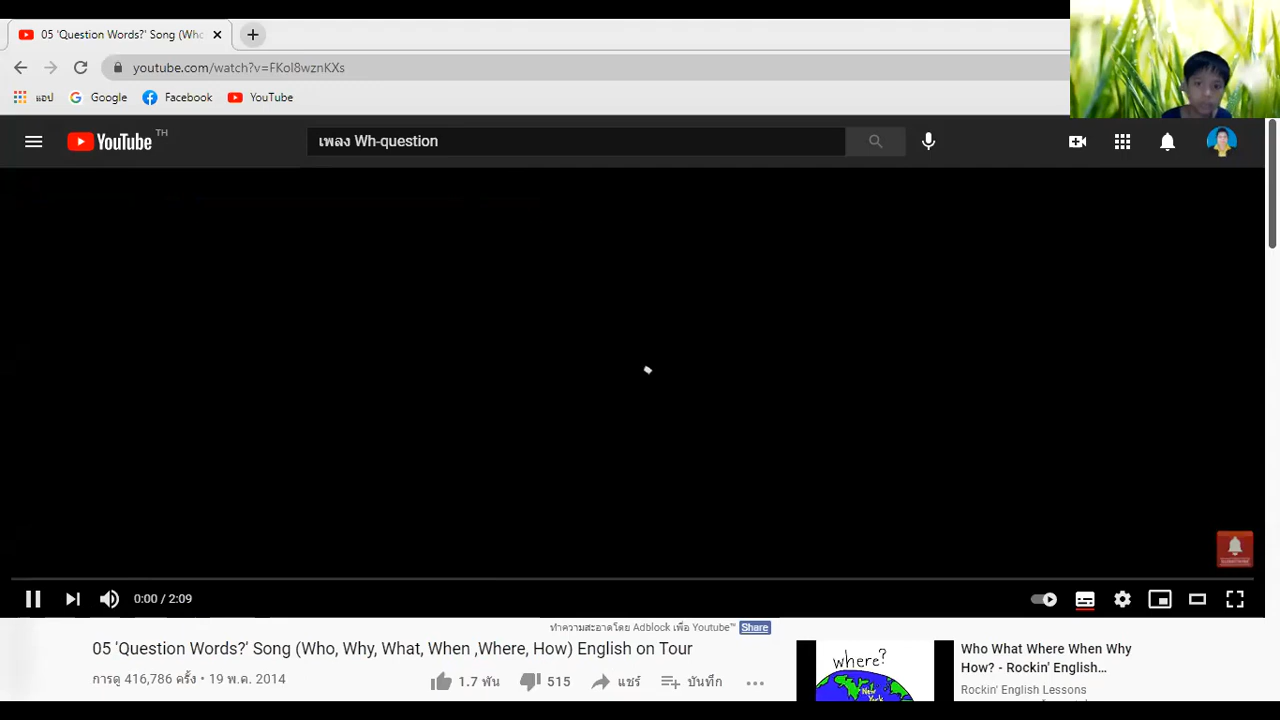 05 'Question Words?' Song (Who
youtube.com/watch?v=FKol8wznKXs
แอป Google Facebook YouTube
YouTube TH
เพลง Wh-question
0:00 / 2:09
ทำความสะอาดโดย Adblock เพื่อ Youtube™ Share
05 'Question Words?' Song (Who, Why, What, When ,Where, How) English on Tour
การดู 416,786 ครั้ง • 19 พ.ค. 2014
1.7 พัน 515 แชร์ บันทึก
where?
New York
Who What Where When Why
How? - Rockin' English...
Rockin' English Lessons